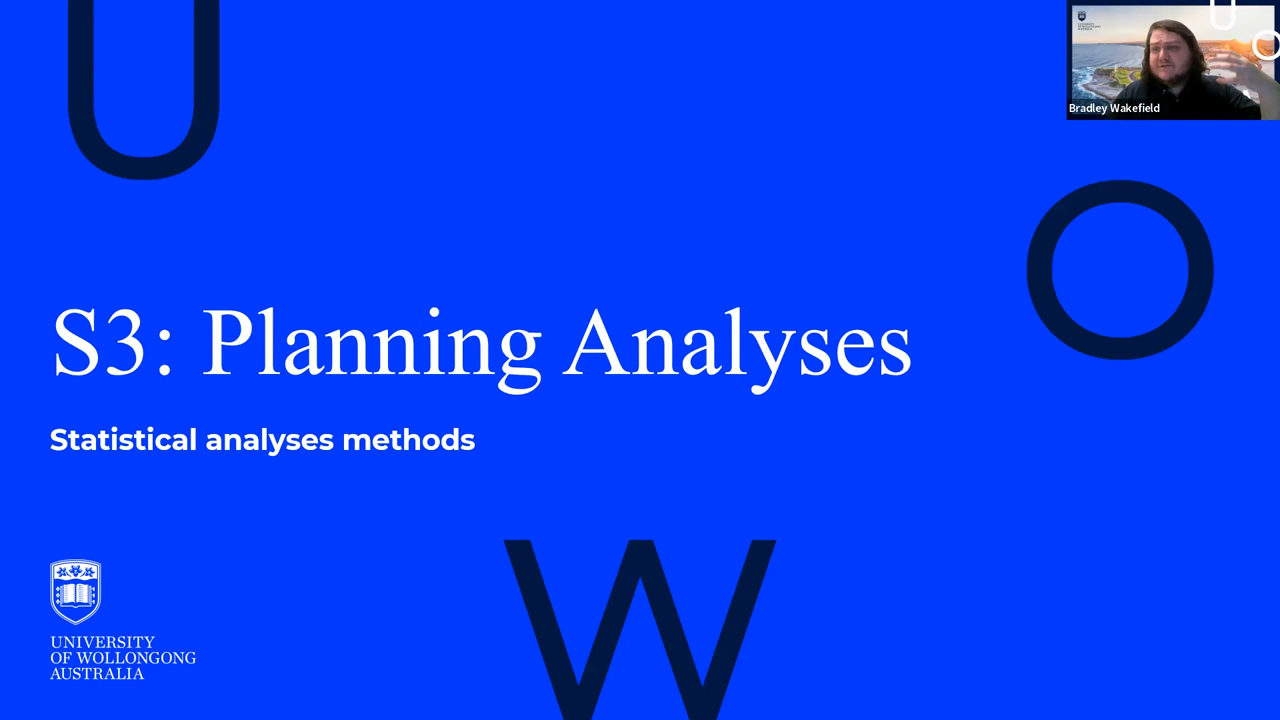 U
O
Bradley Wakefield
S3: Planning Analyses
Statistical analyses methods
W
UNIVERSITY
OF WOLLONGONG
AUSTRALIA